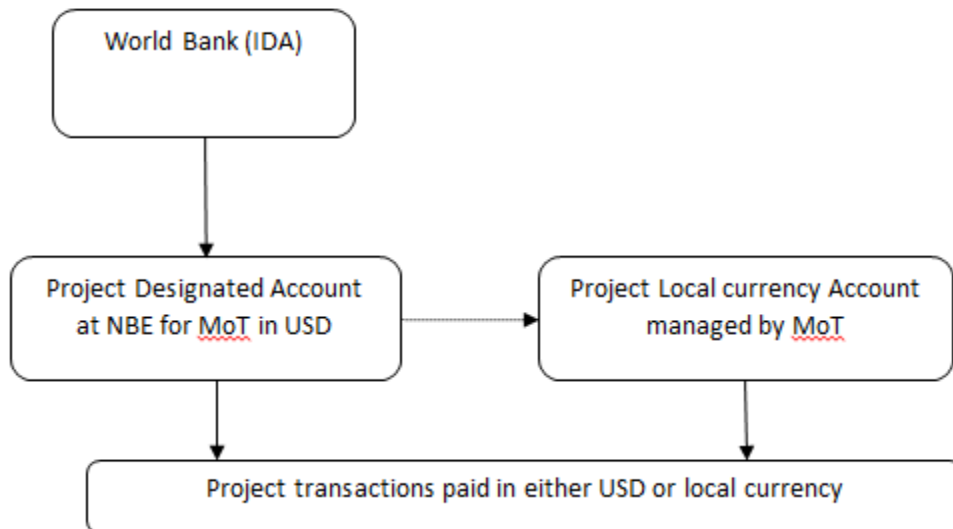 World Bank (IDA)
Project Designated Account
at NBE for MoT in USD
Project Local currency Account
managed by MoT
Project transactions paid in either USD or local currency